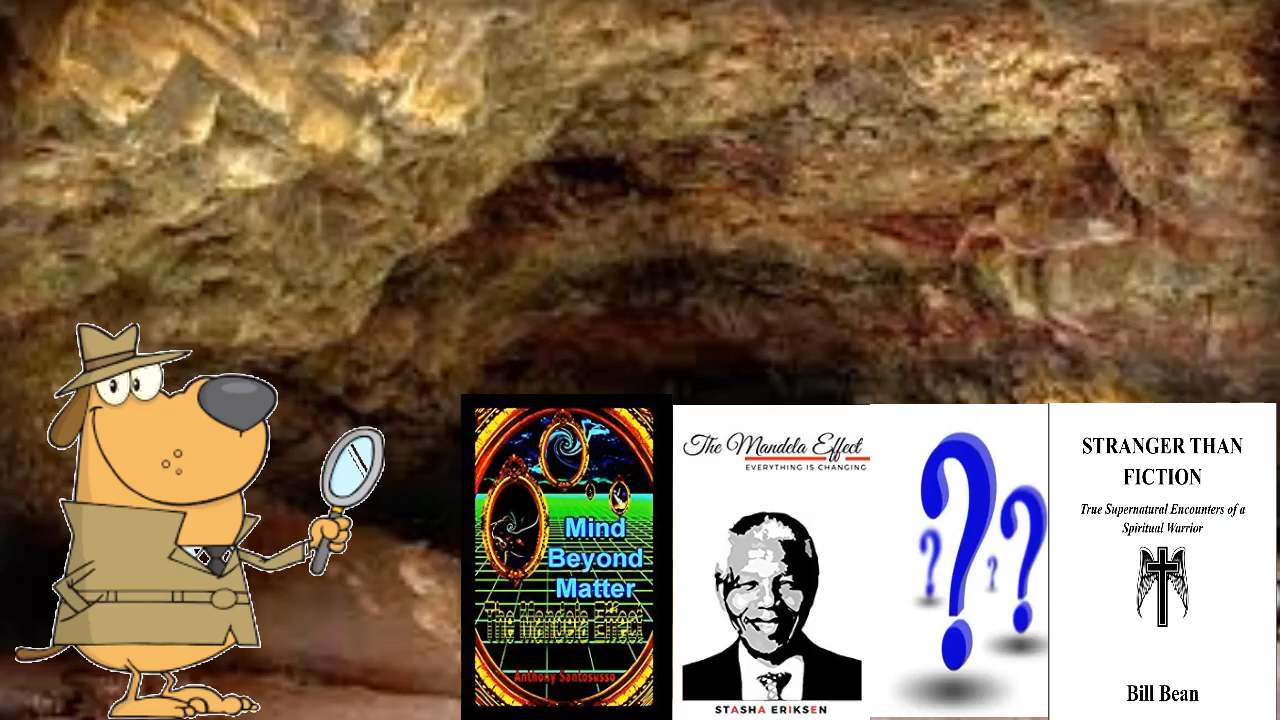 Mind
Beyond
Matter
The Mandela Effect
Anthony Santosusso
The Mandela Effect
EVERYTHING IS CHANGING
STASHA ERIKSEN
? ? ? ?
STRANGER THAN
FICTION
True Supernatural Encounters of a
Spiritual Warrior
Bill Bean